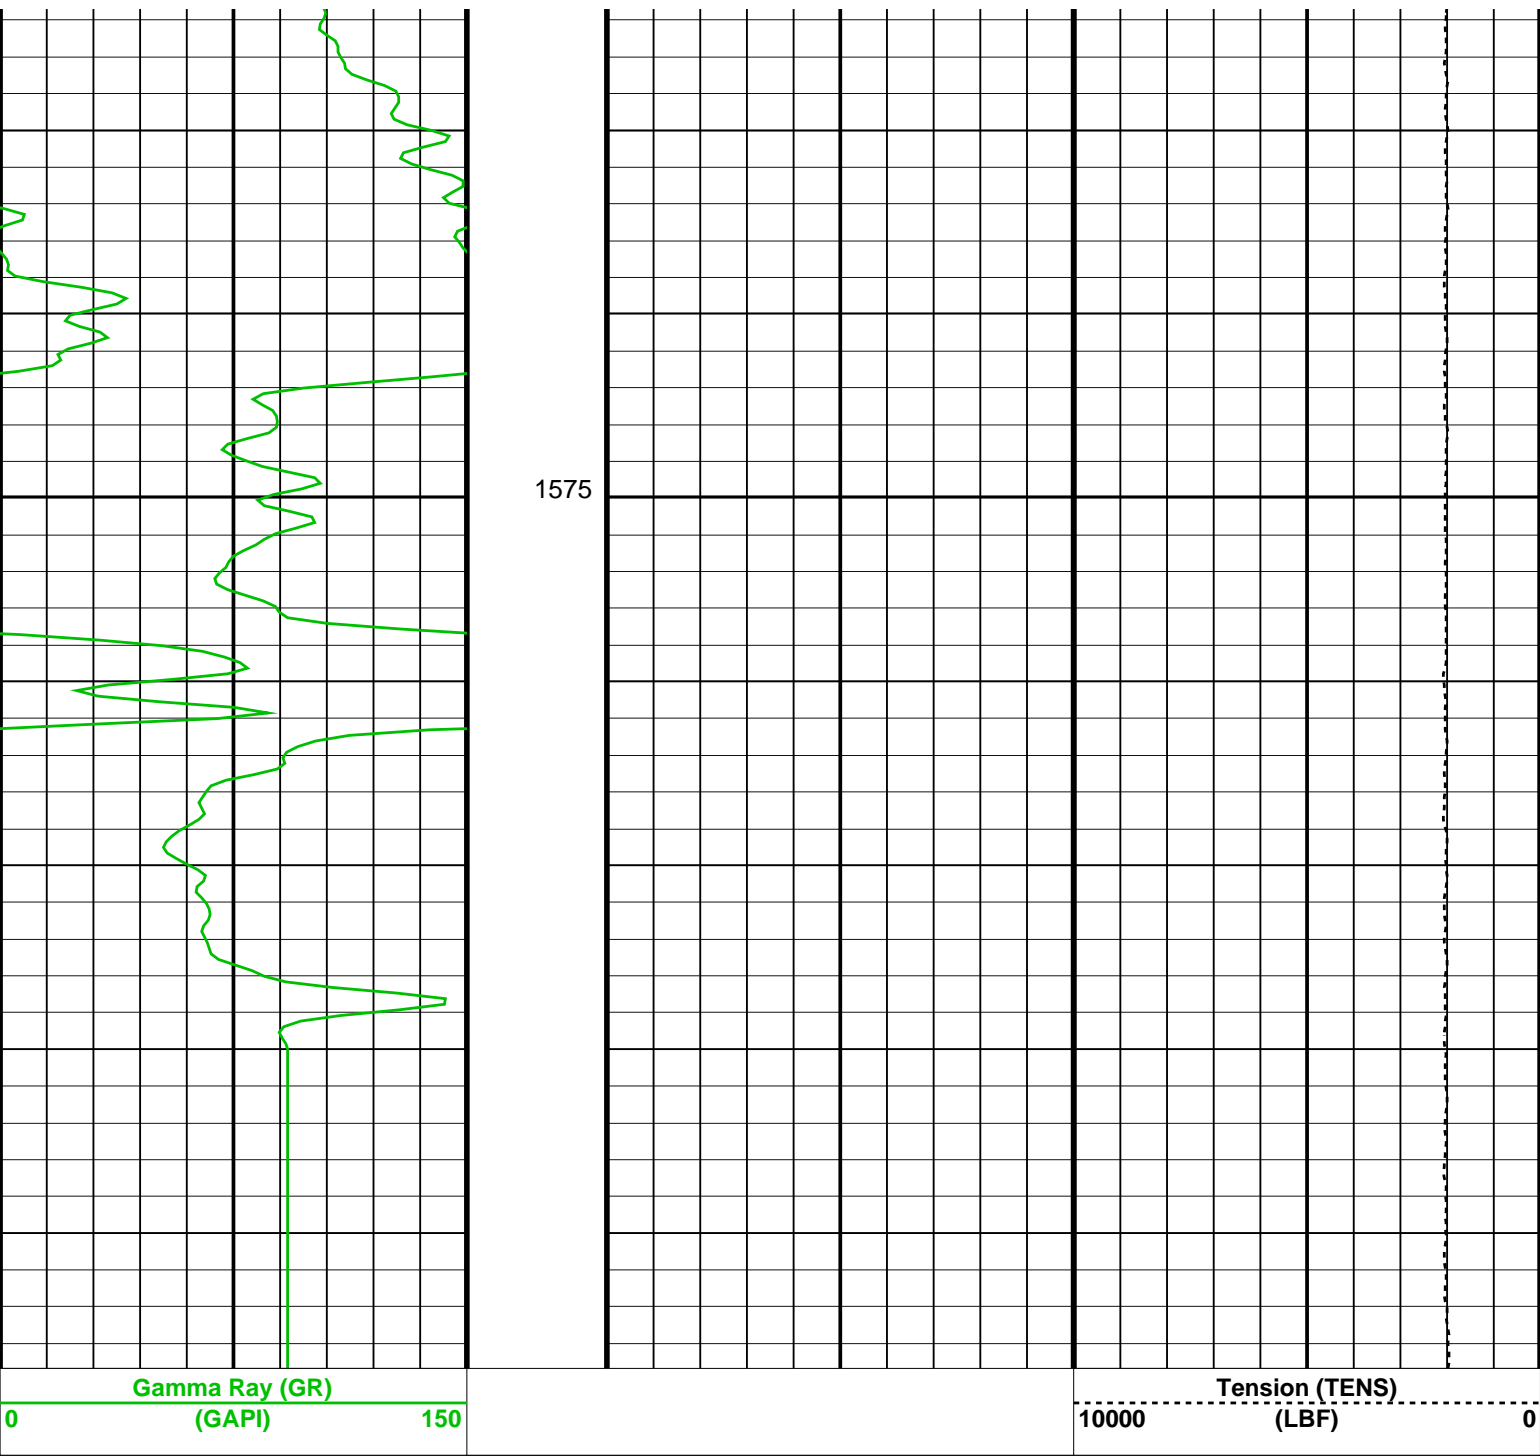 1575
Gamma Ray (GR)
0 (GAPI) 150
Tension (TENS)
10000 (LBF) 0